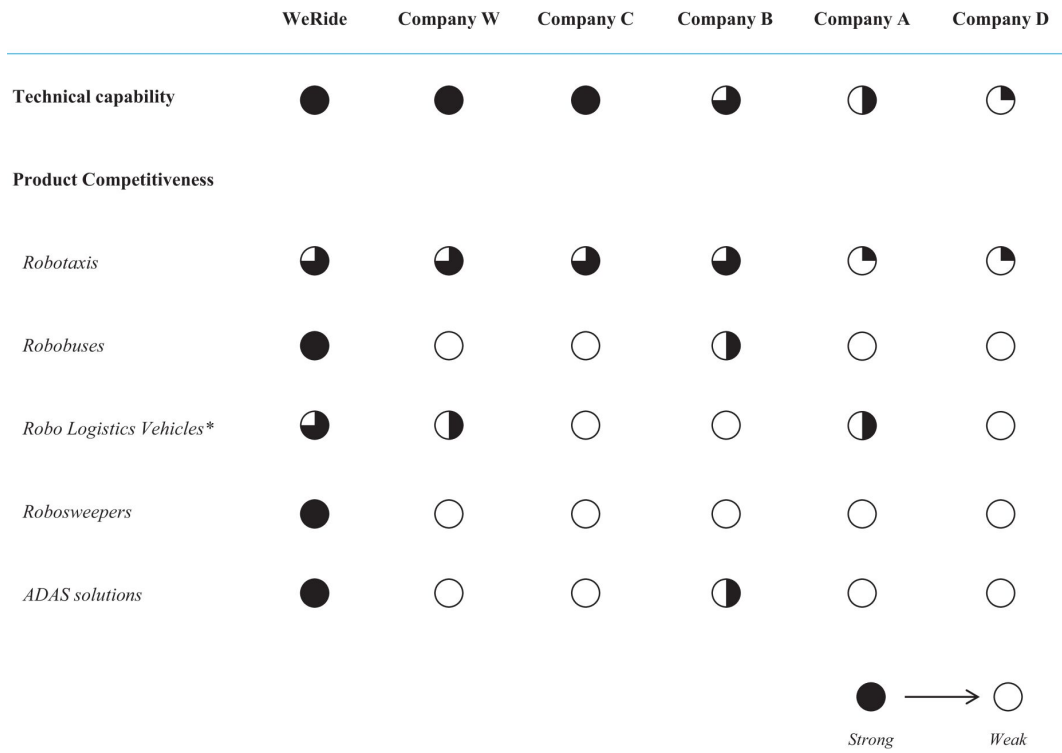 WeRide Company W Company C Company B Company A Company D
Technical capability
Product Competitiveness
Robotaxis
Robobuses
Robo Logistics Vehicles*
Robosweepers
ADAS solutions
Strong Weak